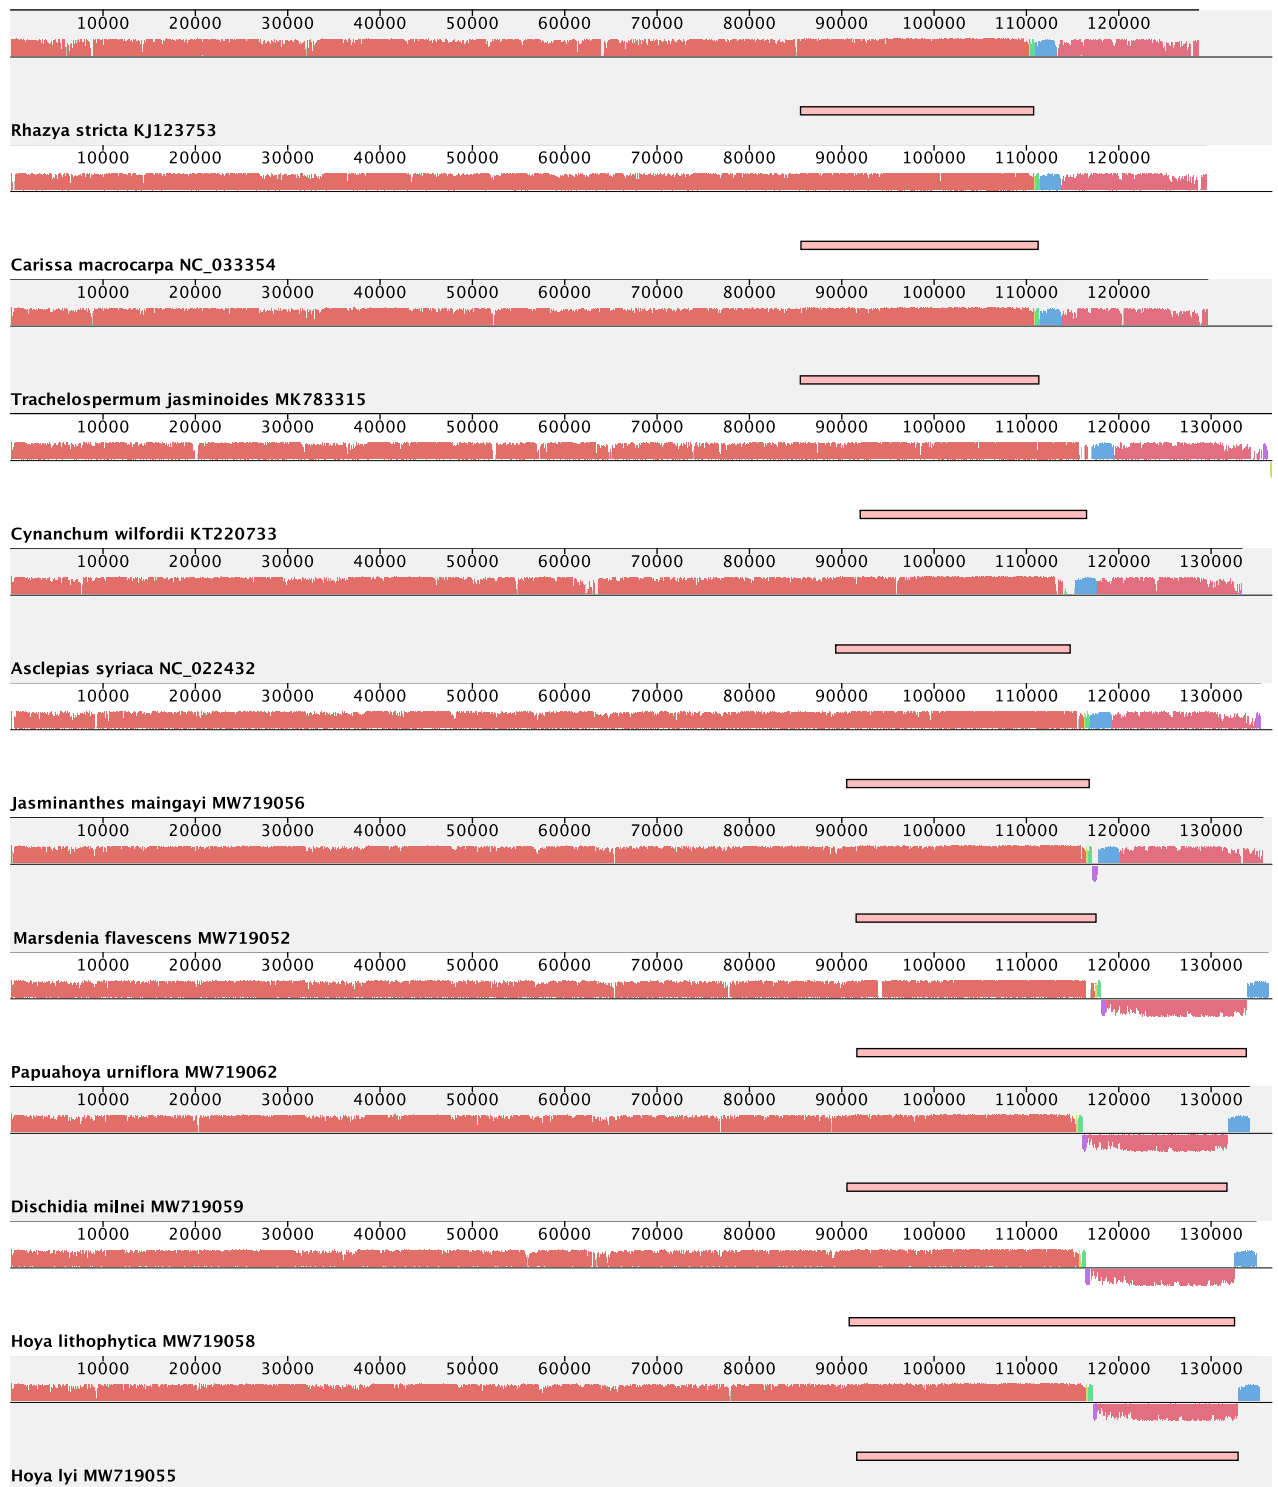 10000 20000 30000 40000 50000 60000 70000 80000 90000 100000 110000 120000
Rhazya stricta KJ123753
10000 20000 30000 40000 50000 60000 70000 80000 90000 100000 110000 120000
Carissa macrocarpa NC_033354
10000 20000 30000 40000 50000 60000 70000 80000 90000 100000 110000 120000
Trachelospermum jasminoides MK783315
10000 20000 30000 40000 50000 60000 70000 80000 90000 100000 110000 120000 130000
Cynanchum wilfordii KT220733
10000 20000 30000 40000 50000 60000 70000 80000 90000 100000 110000 120000 130000
Asclepias syriaca NC_022432
10000 20000 30000 40000 50000 60000 70000 80000 90000 100000 110000 120000 130000
Jasminanthes maingayi MW719056
10000 20000 30000 40000 50000 60000 70000 80000 90000 100000 110000 120000 130000
Marsdenia flavescens MW719052
10000 20000 30000 40000 50000 60000 70000 80000 90000 100000 110000 120000 130000
Papuahoya urniflora MW719062
10000 20000 30000 40000 50000 60000 70000 80000 90000 100000 110000 120000 130000
Dischidia milnei MW719059
10000 20000 30000 40000 50000 60000 70000 80000 90000 100000 110000 120000 130000
Hoya lithophytica MW719058
10000 20000 30000 40000 50000 60000 70000 80000 90000 100000 110000 120000 130000
Hoya lyi MW719055